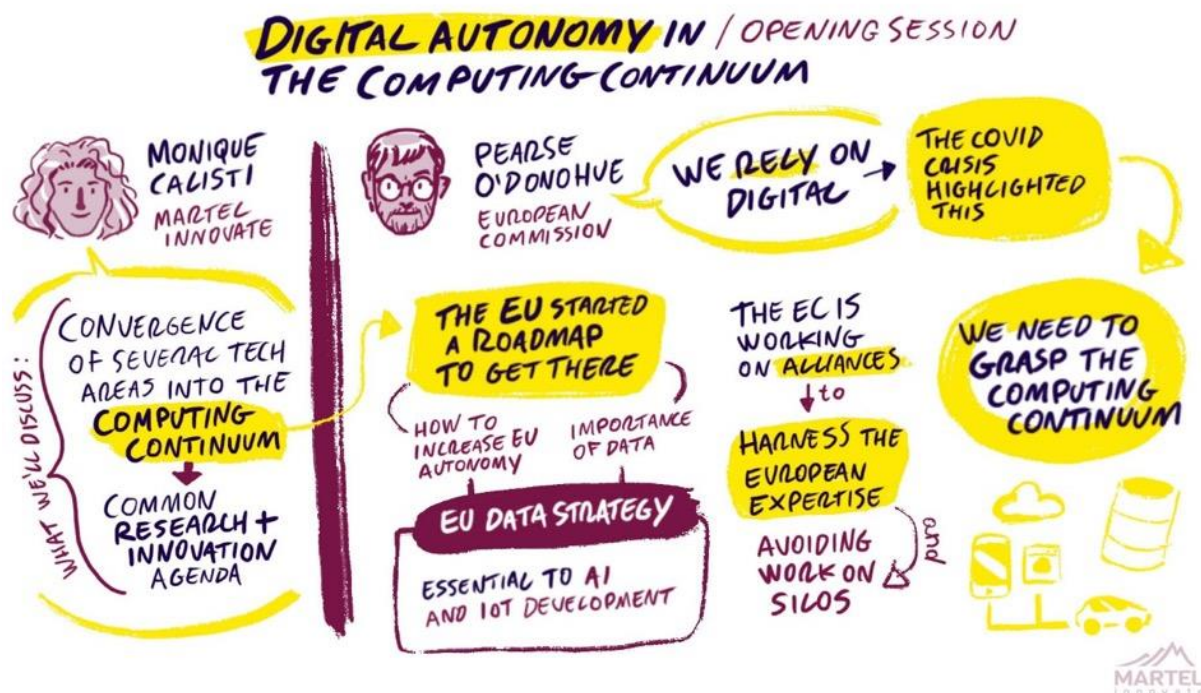 DIGITAL AUTONOMY IN / OPENING SESSION
THE COMPUTING CONTINUUM
MONIQUE
CALISTI
MARTEL
INNOVATE
WHAT WE'LL DISCUSS:
CONVERGENCE
OF SEVERAL TECH
AREAS INTO THE
COMPUTING
CONTINUUM
COMMON
RESEARCH +
INNOVATION
AGENDA
PEARSE
O'DONOHUE
EUROPEAN
COMMISSION
WE RELY ON
DIGITAL
THE COVID
CRISIS
HIGHLIGHTED
THIS
WE NEED TO
GRASP THE
COMPUTING
CONTINUUM
THE EU STARTED
A ROADMAP
TO GET THERE
HOW TO
INCREASE EU
AUTONOMY
IMPORTANCE
OF DATA
EU DATA STRATEGY
ESSENTIAL TO AI
AND IOT DEVELOPMENT
THE EC IS
WORKING
ON ALLIANCES
to
HARNESS THE
EUROPEAN
EXPERTISE
and
AVOIDING
WORK ON
SILOS
MARTEL